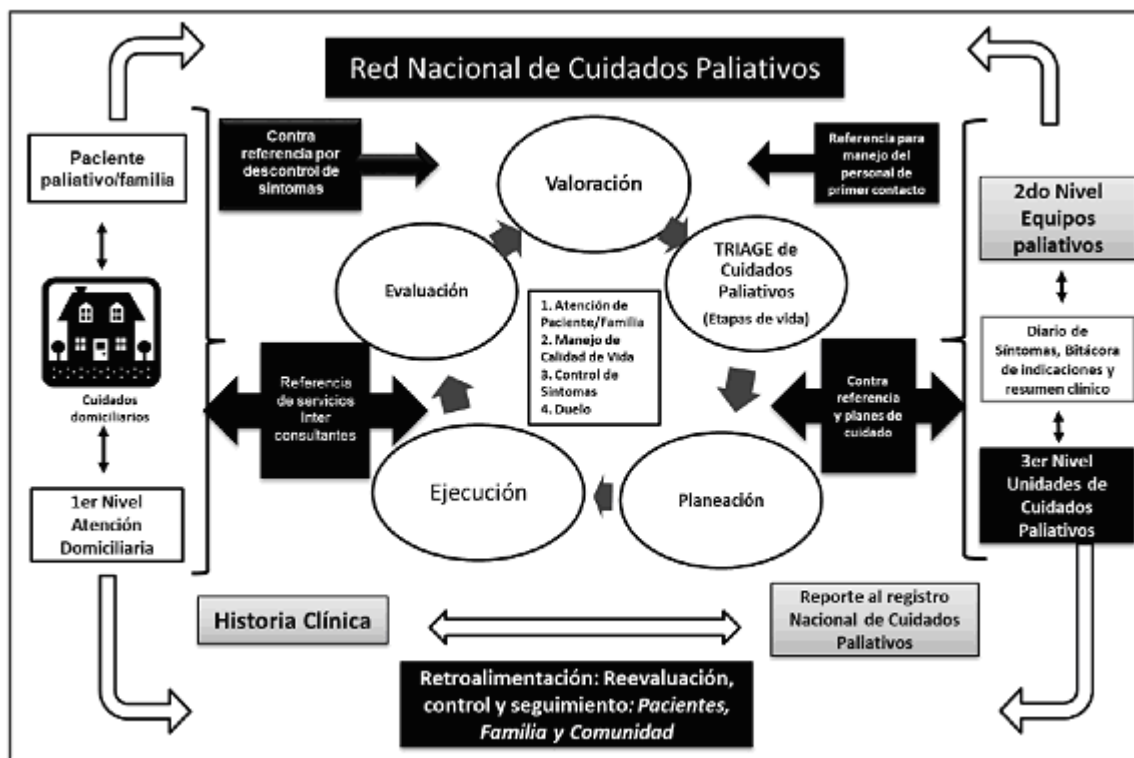 Red Nacional de Cuidados Paliativos
Paciente
paliativo/familia
Cuidados
domiciliarios
1er Nivel
Atención
Domiciliaria
Contra
referencia por
descontrol de
síntomas
Referencia para
manejo del
personal de
primer contacto
Valoración
TRIAGE de
Cuidados
Paliativos
(Etapas de vida)
Evaluación
1. Atención de
Paciente/Familia
2. Manejo de
Calidad de Vida
3. Control de
Síntomas
4. Duelo
Referencia
de servicios
Inter
consultantes
Contra
referencia
y planes de
cuidado
Ejecución
Planeación
2do Nivel
Equipos
paliativos
Diario de
Síntomas, Bitácora
de indicaciones y
resumen clínico
3er Nivel
Unidades de
Cuidados
Paliativos
Historia Clínica
Reporte al registro
Nacional de Cuidados
Paliativos
Retroalimentación: Reevaluación,
control y seguimiento: Pacientes,
Familia y Comunidad